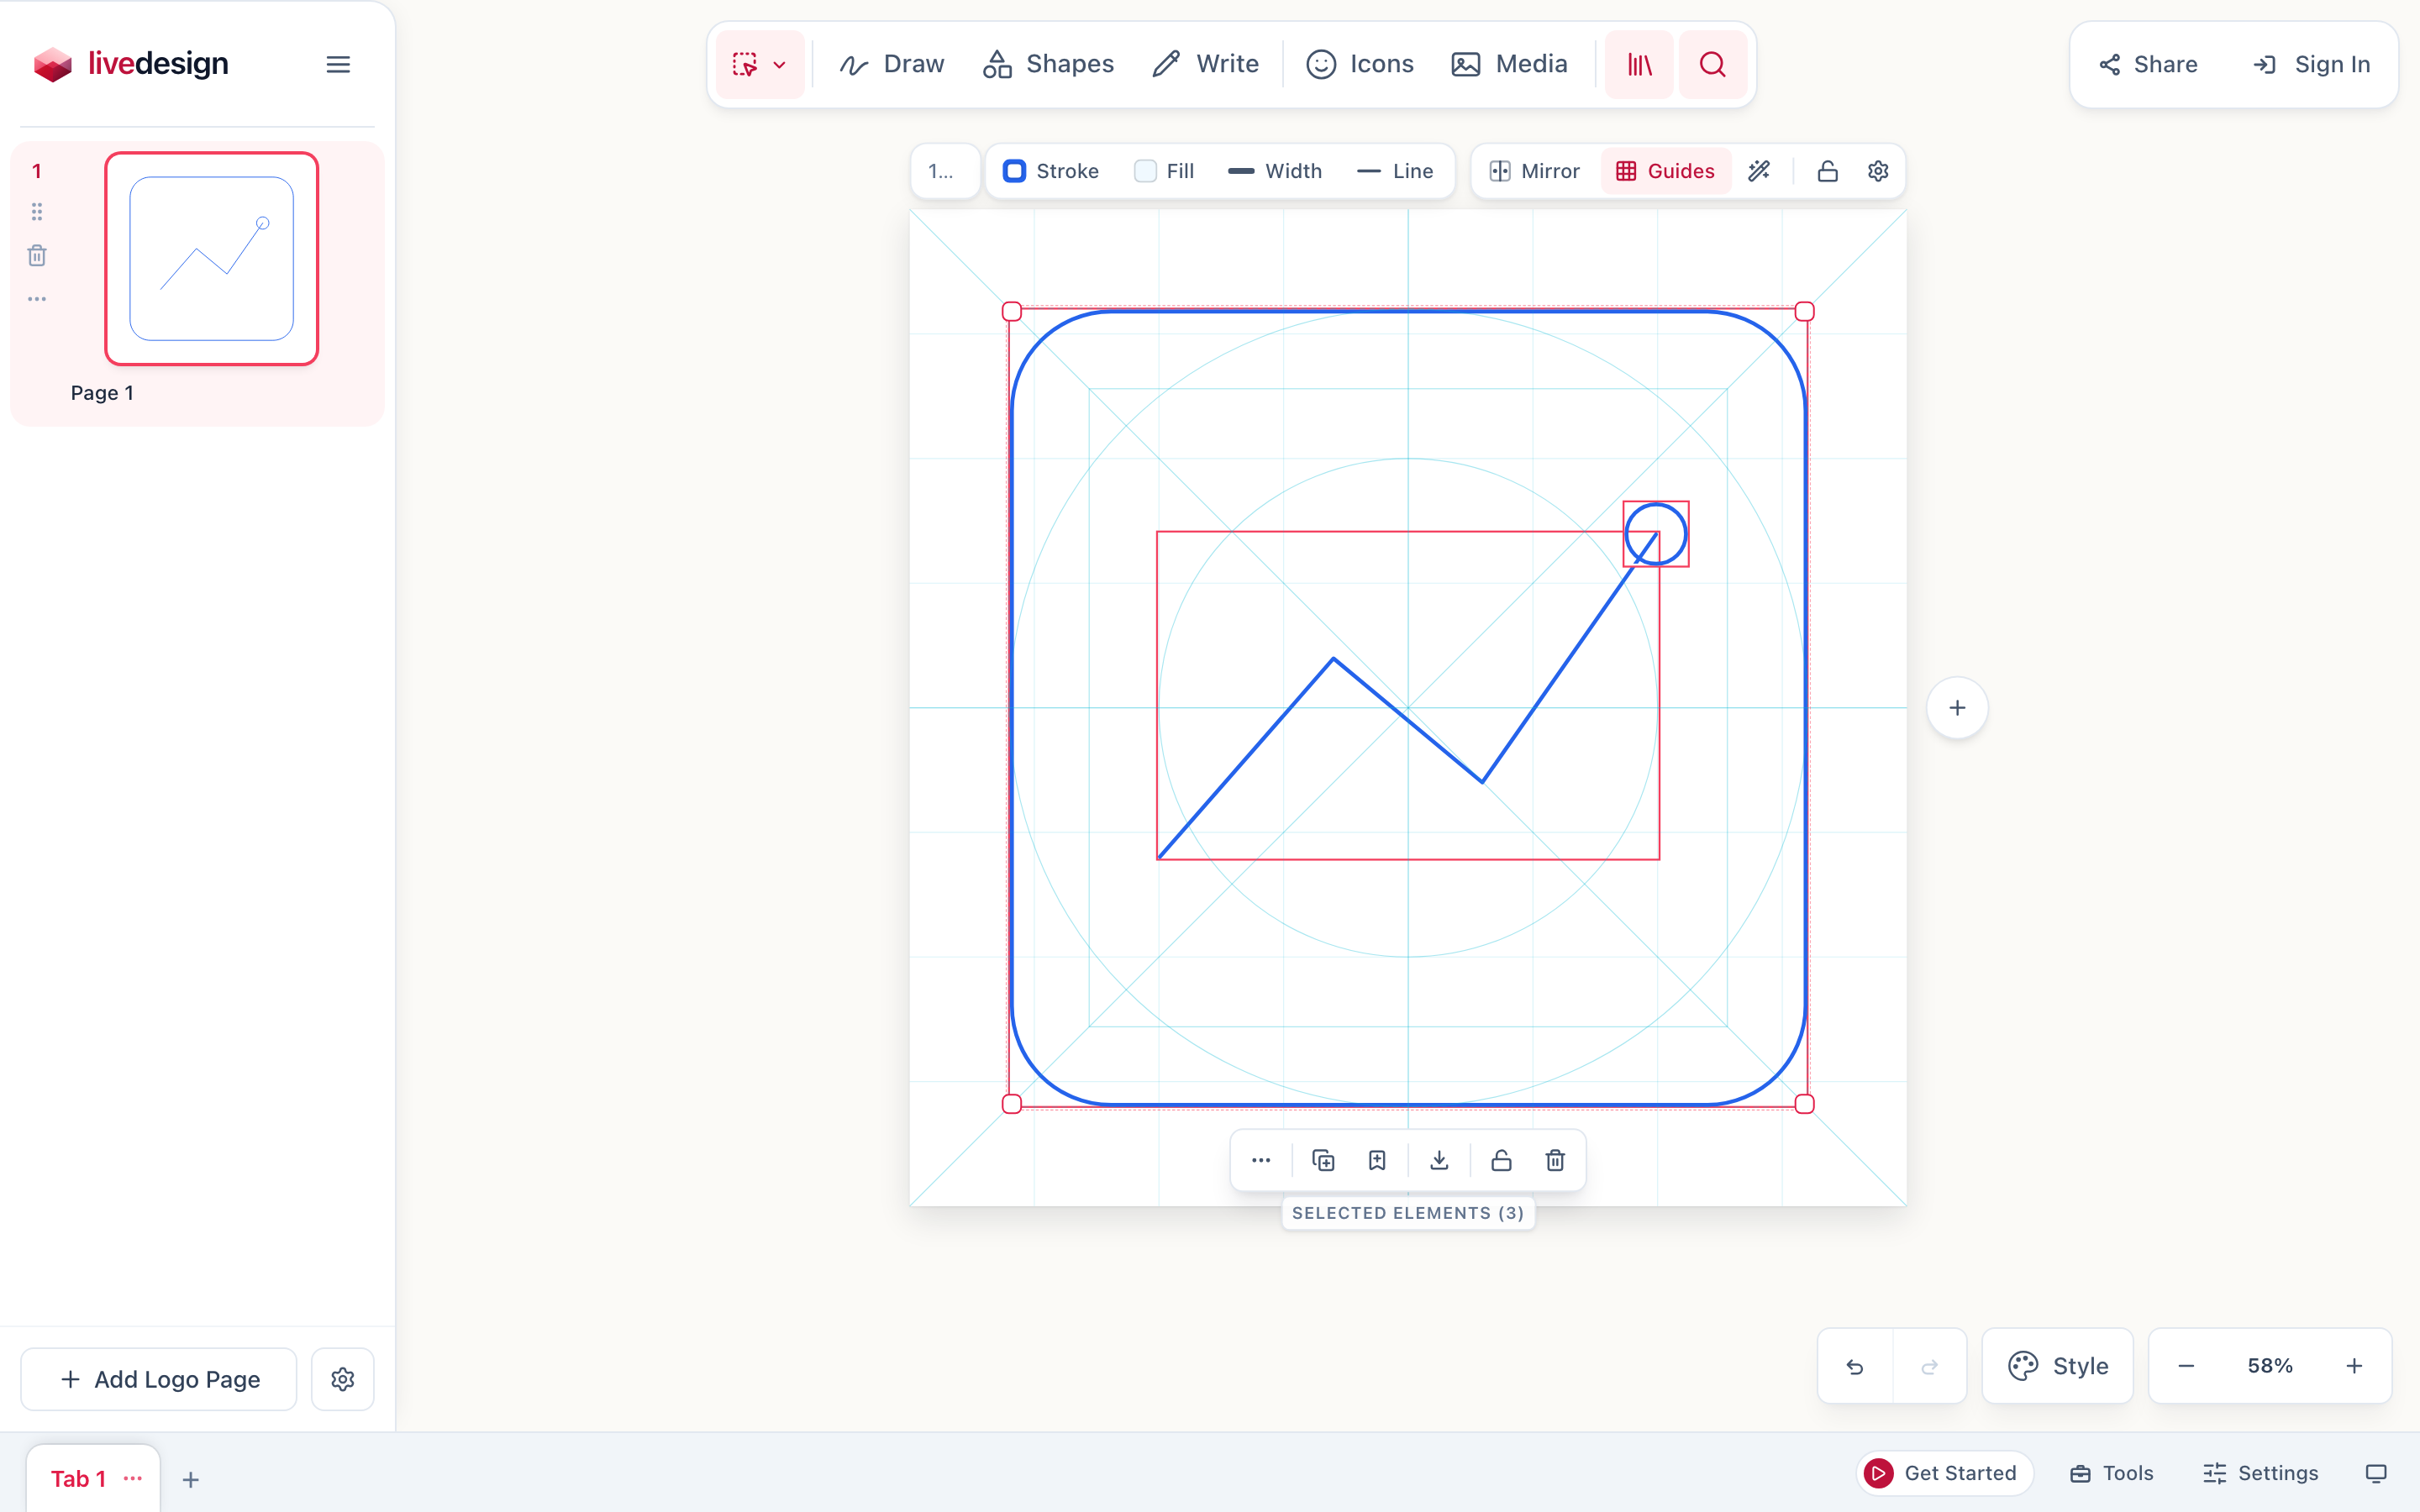 livedesign
Draw
Shapes
Write
Icons
Media
Share
Sign In
1...
Stroke
Fill
Width
Line
Mirror
Guides
1
Page 1
SELECTED ELEMENTS (3)
Add Logo Page
Style
58%
Tab 1
Get Started
Tools
Settings